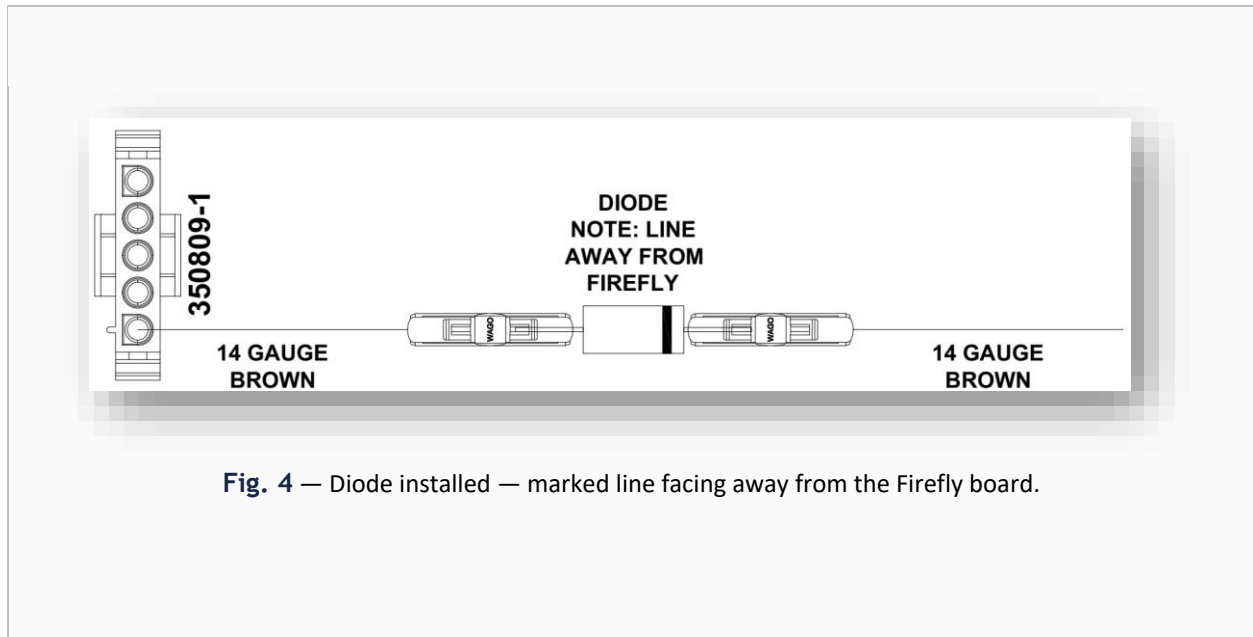 350809-1
DIODE
NOTE: LINE
AWAY FROM
FIREFLY
WAGO
WAGO
14 GAUGE
BROWN
14 GAUGE
BROWN
Fig. 4 — Diode installed — marked line facing away from the Firefly board.